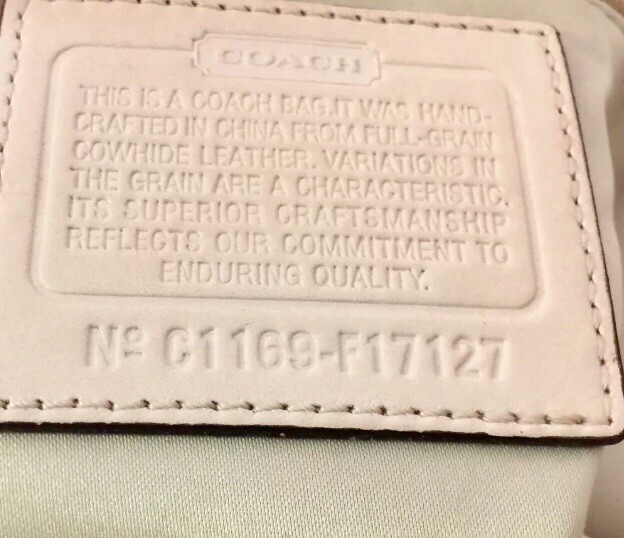 COACH
THIS IS A COACH BAG.IT WAS HAND-
CRAFTED IN CHINA FROM FULL-GRAIN
COWHIDE LEATHER. VARIATIONS IN
THE GRAIN ARE A CHARACTERISTIC.
ITS SUPERIOR CRAFTSMANSHIP
REFLECTS OUR COMMITMENT TO
ENDURING QUALITY.
Nº C1169-F17127